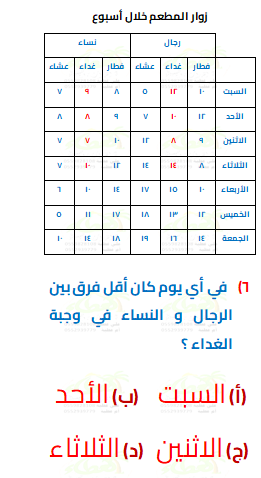 زوار المطعم خلال أسبوع
رجال نساء
فطار غداء عشاء فطار غداء عشاء
السبت ١٠ ١٢ ٥ ٨ ٩ ٧
الأحد ١٢ ١٠ ٧ ٩ ٨ ٨
الاثنين ٩ ٨ ١٢ ١٠ ٧ ٧
الثلاثاء ٨ ١٤ ١٤ ١٢ ١٠ ٧
الأربعاء ١٠ ١٥ ١٧ ١٤ ١٠ ٦
الخميس ١٢ ١٣ ١٨ ١٧ ١١ ٥
الجمعة ١٤ ١٦ ١٩ ١٨ ١٤ ١٠
٦) في أي يوم كان أقل فرق بين
الرجال و النساء في وجبة
الغداء ؟
(أ) السبت (ب) الأحد
(ج) الاثنين (د) الثلاثاء